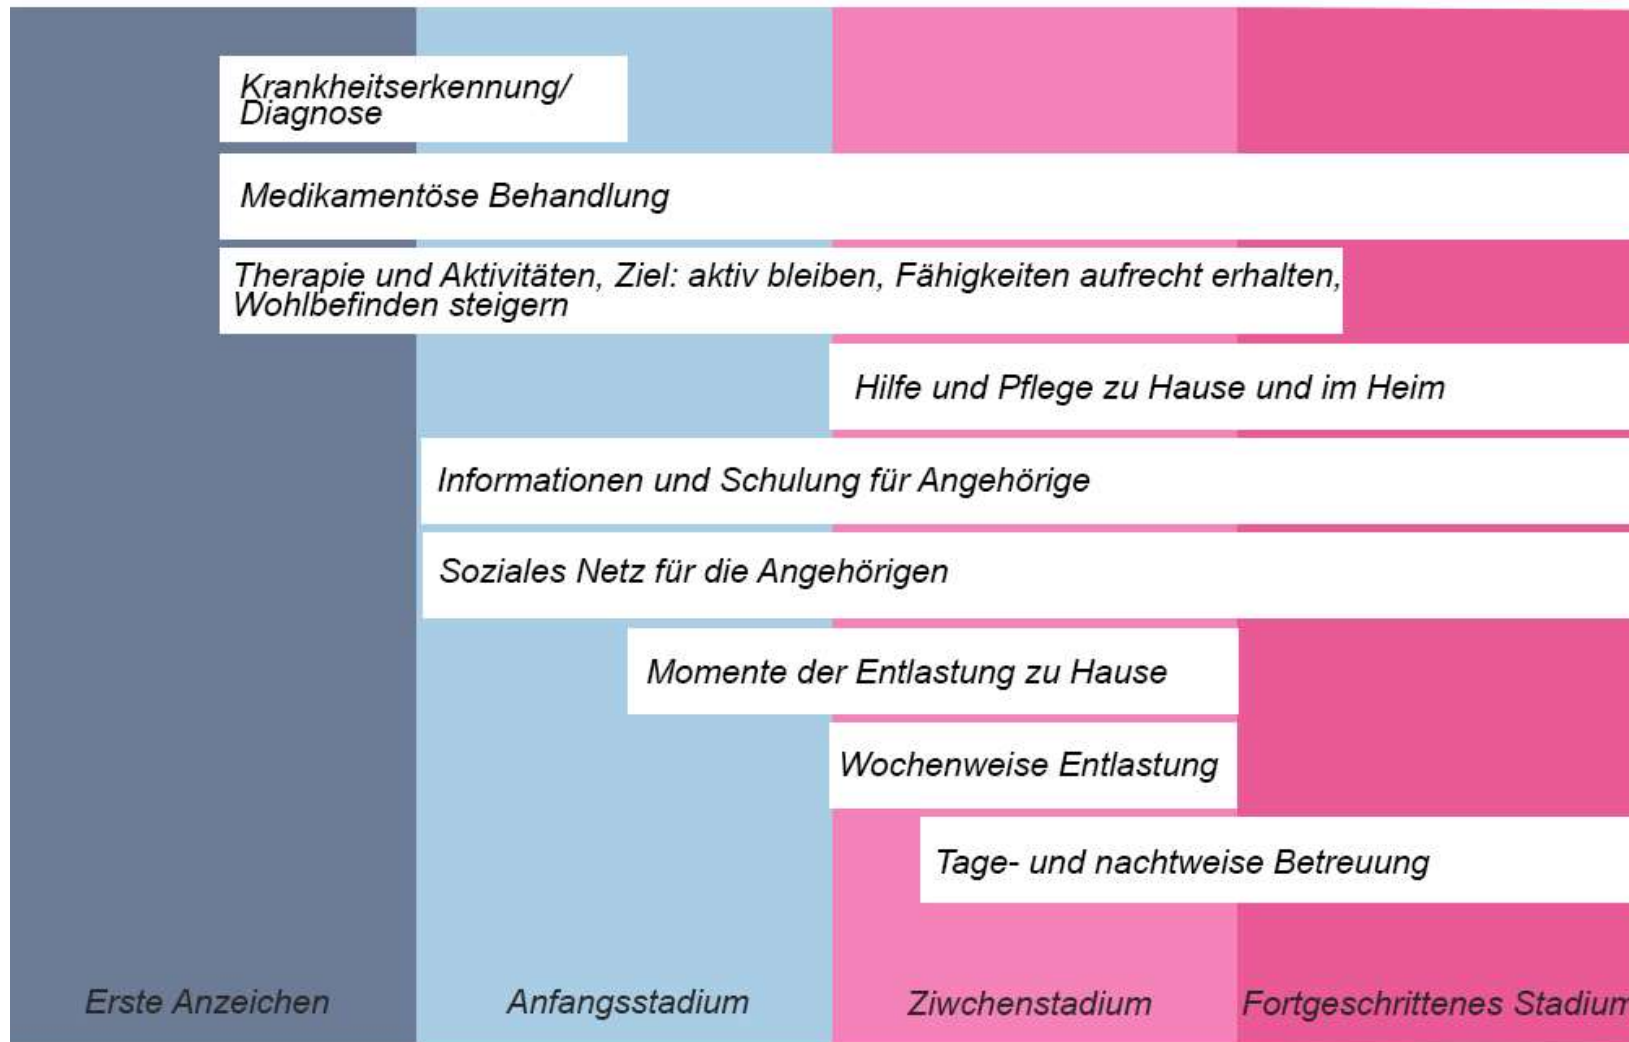 Krankheitserkennung/
Diagnose
Medikamentöse Behandlung
Therapie und Aktivitäten, Ziel: aktiv bleiben, Fähigkeiten aufrecht erhalten,
Wohlbefinden steigern
Hilfe und Pflege zu Hause und im Heim
Informationen und Schulung für Angehörige
Soziales Netz für die Angehörigen
Momente der Entlastung zu Hause
Wochenweise Entlastung
Tage- und nachtweise Betreuung
Erste Anzeichen
Anfangsstadium
Ziwchenstadium
Fortgeschrittenes Stadium